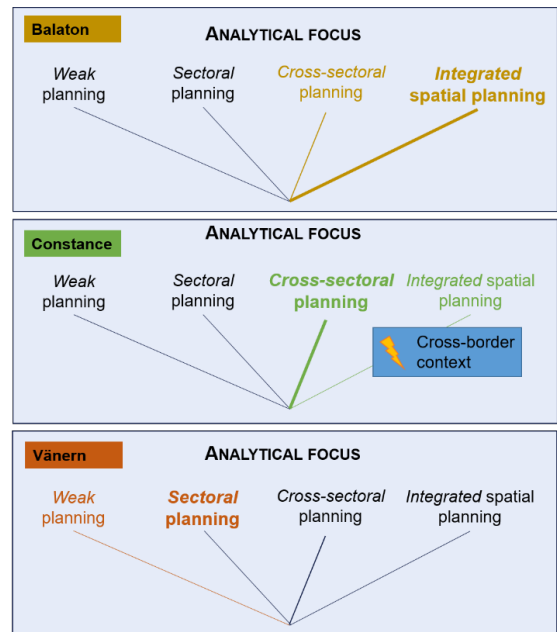 Balaton
ANALYTICAL FOCUS
Weak
planning
Sectoral
planning
Cross-sectoral
planning
Integrated
spatial planning
Constance
ANALYTICAL FOCUS
Weak
planning
Sectoral
planning
Cross-sectoral
planning
Integrated spatial
planning
Cross-border
context
Vänern
ANALYTICAL FOCUS
Weak
planning
Sectoral
planning
Cross-sectoral
planning
Integrated spatial
planning